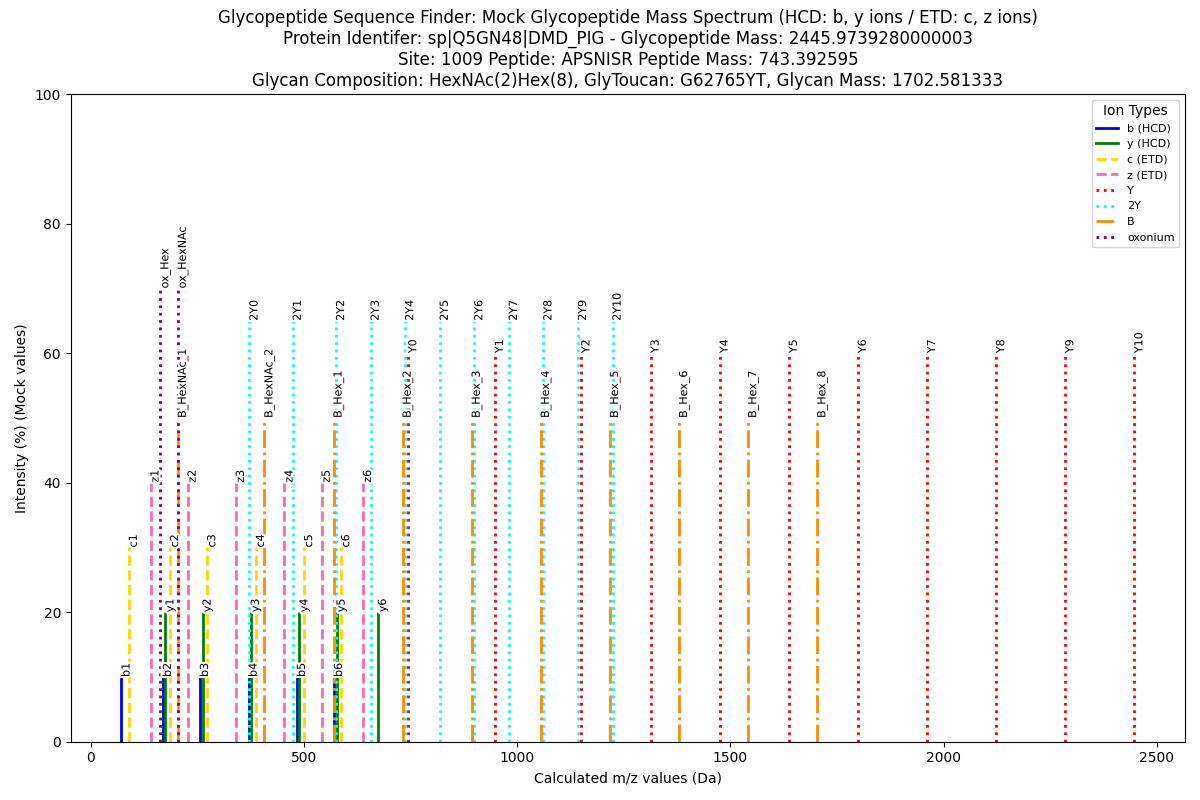 Glycopeptide Sequence Finder: Mock Glycopeptide Mass Spectrum (HCD: b, y ions / ETD: c, z ions)
Protein Identifer: sp|Q5GN48|DMD_PIG - Glycopeptide Mass: 2445.9739280000003
Site: 1009 Peptide: APSNISR Peptide Mass: 743.392595
Glycan Composition: HexNAc(2)Hex(8), GlyToucan: G62765YT, Glycan Mass: 1702.581333
Intensity (%) (Mock values)
100
80
60
40
20
0
Ion Types
b (HCD)
y (HCD)
c (ETD)
z (ETD)
Y
2Y
B
oxonium
ox_Hex
ox_HexNAc
2Y0
2Y1
2Y2
2Y3
2Y4
2Y5
2Y6
2Y7
2Y8
2Y9
2Y10
Y0
Y1
Y2
Y3
Y4
Y5
Y6
Y7
Y8
Y9
Y10
B_HexNAc_1
B_HexNAc_2
B_Hex_1
B_Hex_2
B_Hex_3
B_Hex_4
B_Hex_5
B_Hex_6
B_Hex_7
B_Hex_8
z1
z2
z3
z4
z5
z6
c1
c2
c3
c4
c5
c6
y1
y2
y3
y4
y5
y6
b1
b2
b3
b4
b5
b6
0
500
1000
1500
2000
2500
Calculated m/z values (Da)